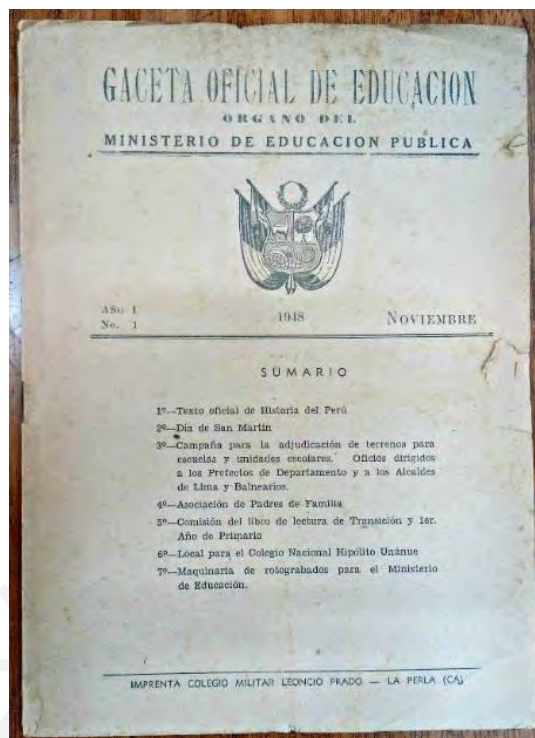 GACETA OFICIAL DE EDUCACION
ORGANO DEL
MINISTERIO DE EDUCACION PUBLICA
Año I
No. 1
1948
NOVIEMBRE
SUMARIO
1º—Texto oficial de Historia del Perú
2º—Día de San Martín
3º—Campaña para la adjudicación de terrenos para
escuelas y unidades escolares. Oficios dirigidos
a los Prefectos de Departamento y a los Alcaldes
de Lima y Balnearios.
4º—Asociación de Padres de Familia
5º—Comisión del libro de lectura de Transición y 1er.
Año de Primaria
6º—Local para el Colegio Nacional Hipólito Unánue
7º—Maquinaria de rotograbados para el Ministerio
de Educación.
IMPRENTA COLEGIO MILITAR LEONCIO PRADO — LA PERLA (CA)